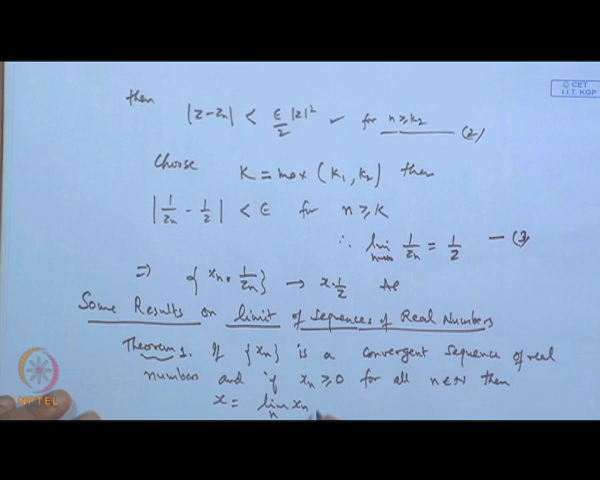 © CET
I.I.T. KGP
then |z-zn| < ε/2 |z|² ✓ for n≥k2 —(2)
Choose K = max (k1, k2) then
|1/zn - 1/z| < ε for n≥K
∴ lim n→∞ 1/zn = 1/z —(3)
⇒ {xn · 1/zn} → x · 1/z As
Some Results on limit of Sequences of Real Numbers
Theorem 1. If {xn} is a convergent sequence of real
numbers and if xn ≥ 0 for all n∈N then
x = lim n xn
NPTEL